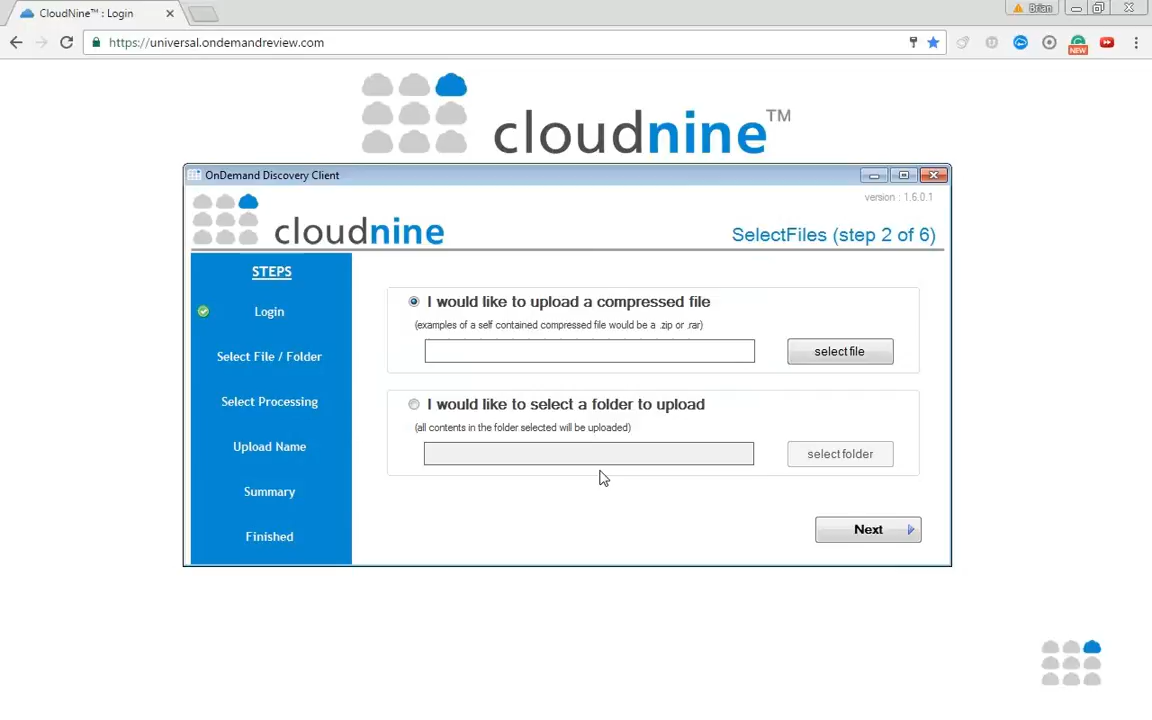 CloudNine™ : Login
Brian
https://universal.ondemandreview.com
NEW
cloudnine™
OnDemand Discovery Client
version : 1.6.0.1
cloudnine
SelectFiles (step 2 of 6)
STEPS
Login
Select File / Folder
Select Processing
Upload Name
Summary
Finished
I would like to upload a compressed file
(examples of a self contained compressed file would be a .zip or .rar)
select file
I would like to select a folder to upload
(all contents in the folder selected will be uploaded)
select folder
Next